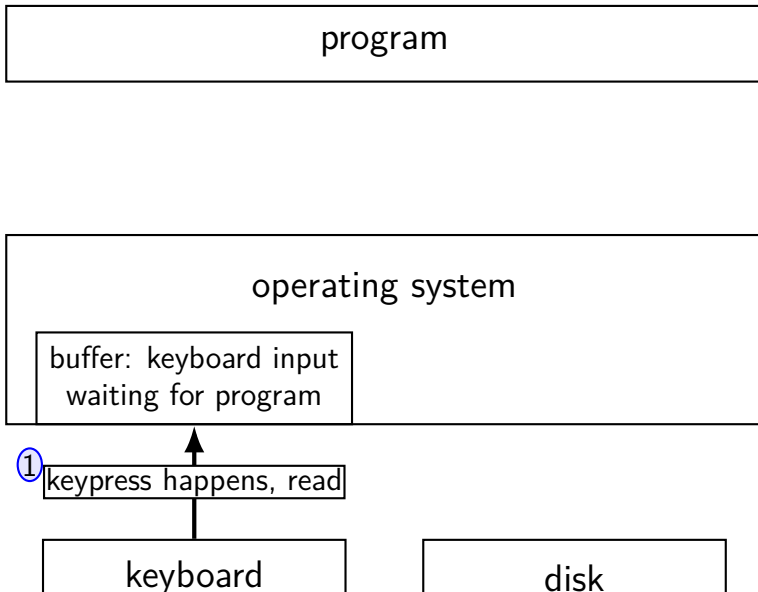 program
operating system
buffer: keyboard input
waiting for program
1
keypress happens, read
keyboard
disk